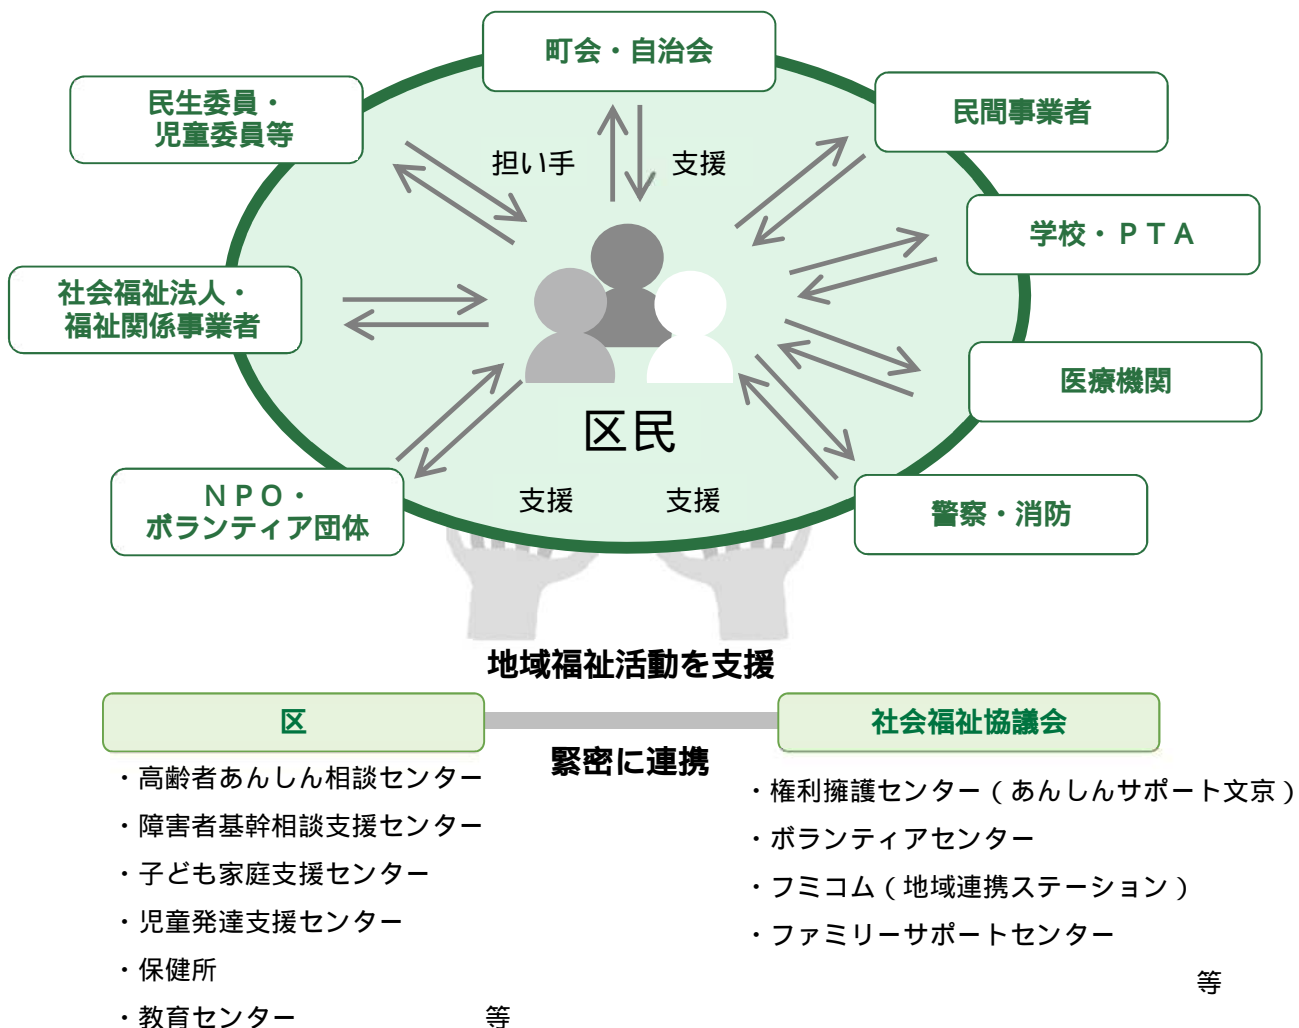 町会・自治会
民生委員・
児童委員等
民間事業者
担い手
支援
学校・ＰＴＡ
社会福祉法人・
福祉関係事業者
医療機関
区民
ＮＰＯ・
ボランティア団体
支援
支援
警察・消防
地域福祉活動を支援
区
社会福祉協議会
緊密に連携
・高齢者あんしん相談センター
・障害者基幹相談支援センター
・子ども家庭支援センター
・児童発達支援センター
・保健所
・教育センター 等
・権利擁護センター（あんしんサポート文京）
・ボランティアセンター
・フミコム（地域連携ステーション）
・ファミリーサポートセンター
等